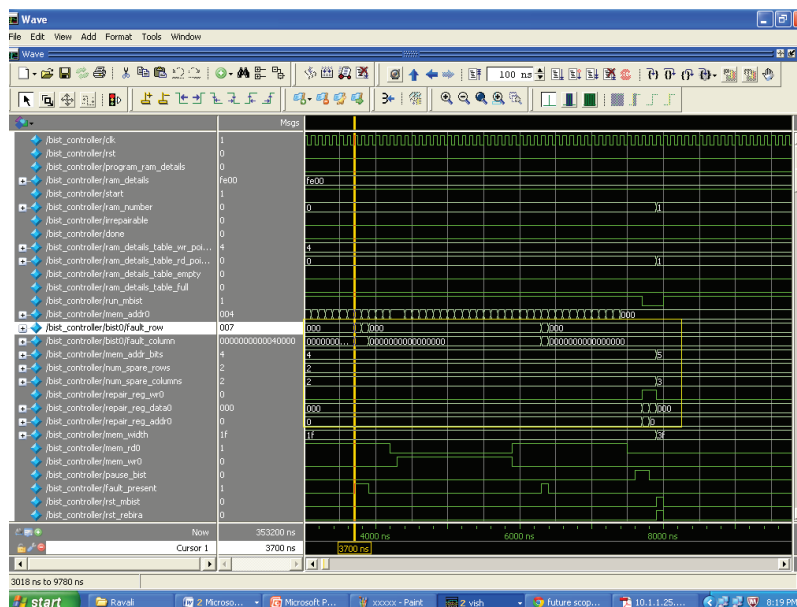 Wave
File Edit View Add Format Tools Window
Wave
100 ns
Msgs
/bist_controller/clk 1
/bist_controller/rst 0
/bist_controller/program_ram_details 0
/bist_controller/ram_details fe00 fe00
/bist_controller/start 1
/bist_controller/ram_number 0 0 1
/bist_controller/irrepairable 0
/bist_controller/done 0
/bist_controller/ram_details_table_wr_poi... 4 4
/bist_controller/ram_details_table_rd_poi... 0 0 1
/bist_controller/ram_details_table_empty 0
/bist_controller/ram_details_table_full 0
/bist_controller/run_mbist 1
/bist_controller/mem_addr0 004 000
/bist_controller/bist0/fault_row 007 000 000 000
/bist_controller/bist0/fault_column 0000000000040000 0000000... 0000000000000000 0000000000000000
/bist_controller/mem_addr_bits 4 4 5
/bist_controller/num_spare_rows 2 2
/bist_controller/num_spare_columns 2 2 3
/bist_controller/repair_reg_wr0 0
/bist_controller/repair_reg_data0 000 000 000
/bist_controller/repair_reg_addr0 0 0 0
/bist_controller/mem_width 1f 1f 3f
/bist_controller/mem_rd0 1
/bist_controller/mem_wr0 0
/bist_controller/pause_bist 0
/bist_controller/fault_present 1
/bist_controller/rst_mbist 0
/bist_controller/rst_rebira 0
Now 353200 ns 4000 ns 6000 ns 8000 ns
Cursor 1 3700 ns 3700 ns
3018 ns to 9780 ns
start Ravali 2 Microso... Microsoft P... xxxxx - Paint 2 vish future scop... 10.1.1.25.... 8:19 PM